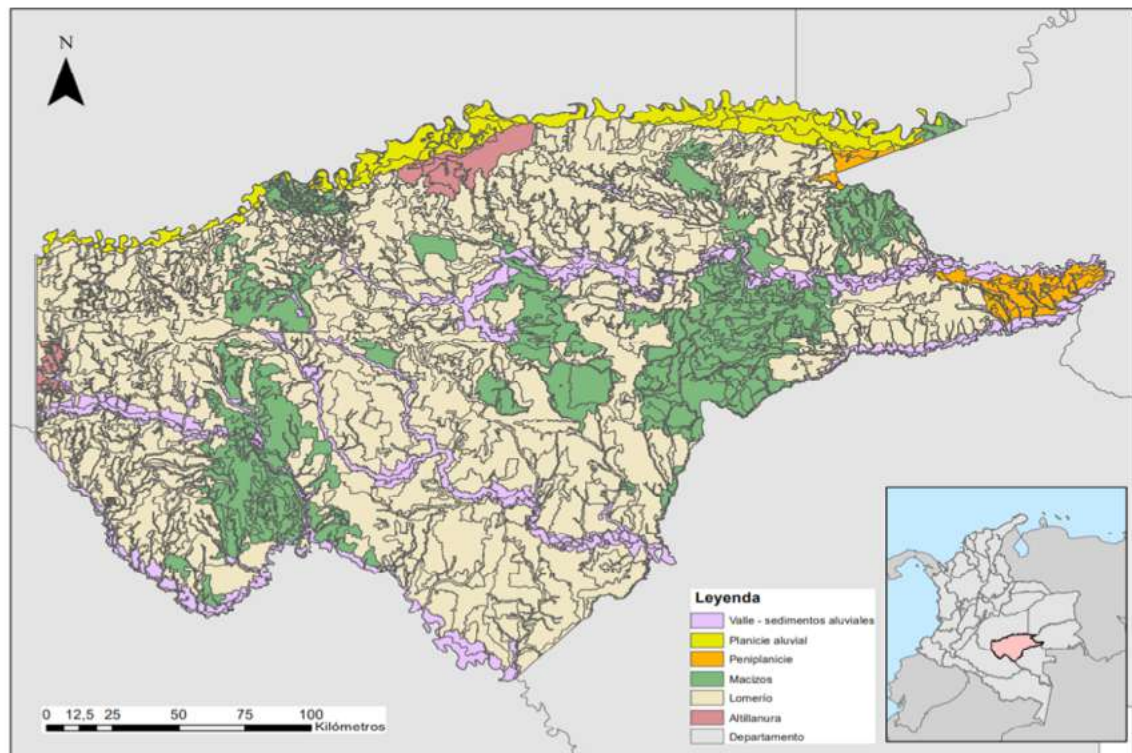 N
Leyenda
Valle - sedimentos aluviales
Planicie aluvial
Peniplanicie
Macizos
Lomerío
Altillanura
Departamento
0 12,5 25 50 75 100
Kilómetros